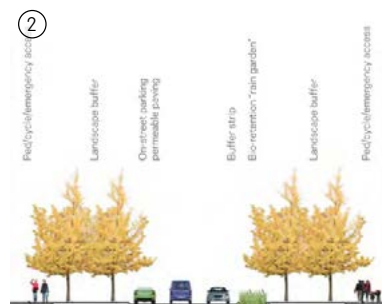 2
Ped/cycle/emergency access
Landscape buffer
On-street parking
permeable paving
Buffer strip
Bio-retention "rain garden"
Landscape buffer
Ped/cycle/emergency access